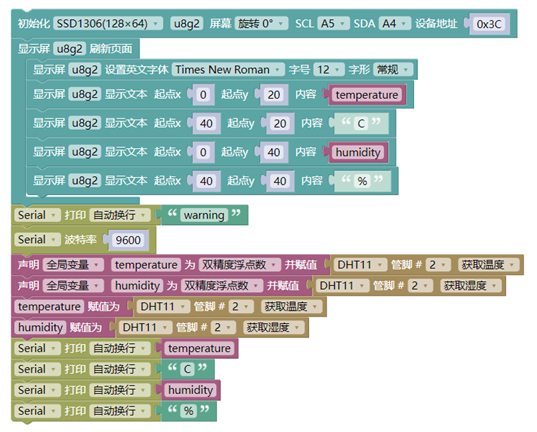 初始化 SSD1306(128×64) u8g2 屏幕 旋转 0° SCL A5 SDA A4 设备地址 0x3C
显示屏 u8g2 刷新页面
显示屏 u8g2 设置英文字体 Times New Roman 字号 12 字形 常规
显示屏 u8g2 显示文本 起点x 0 起点y 20 内容 temperature
显示屏 u8g2 显示文本 起点x 40 起点y 20 内容 “ C ”
显示屏 u8g2 显示文本 起点x 0 起点y 40 内容 humidity
显示屏 u8g2 显示文本 起点x 40 起点y 40 内容 “ % ”
Serial 打印 自动换行 “ warning ”
Serial 波特率 9600
声明 全局变量 temperature 为 双精度浮点数 并赋值 DHT11 管脚 # 2 获取温度
声明 全局变量 humidity 为 双精度浮点数 并赋值 DHT11 管脚 # 2 获取湿度
temperature 赋值为 DHT11 管脚 # 2 获取温度
humidity 赋值为 DHT11 管脚 # 2 获取湿度
Serial 打印 自动换行 temperature
Serial 打印 自动换行 “ C ”
Serial 打印 自动换行 humidity
Serial 打印 自动换行 “ % ”